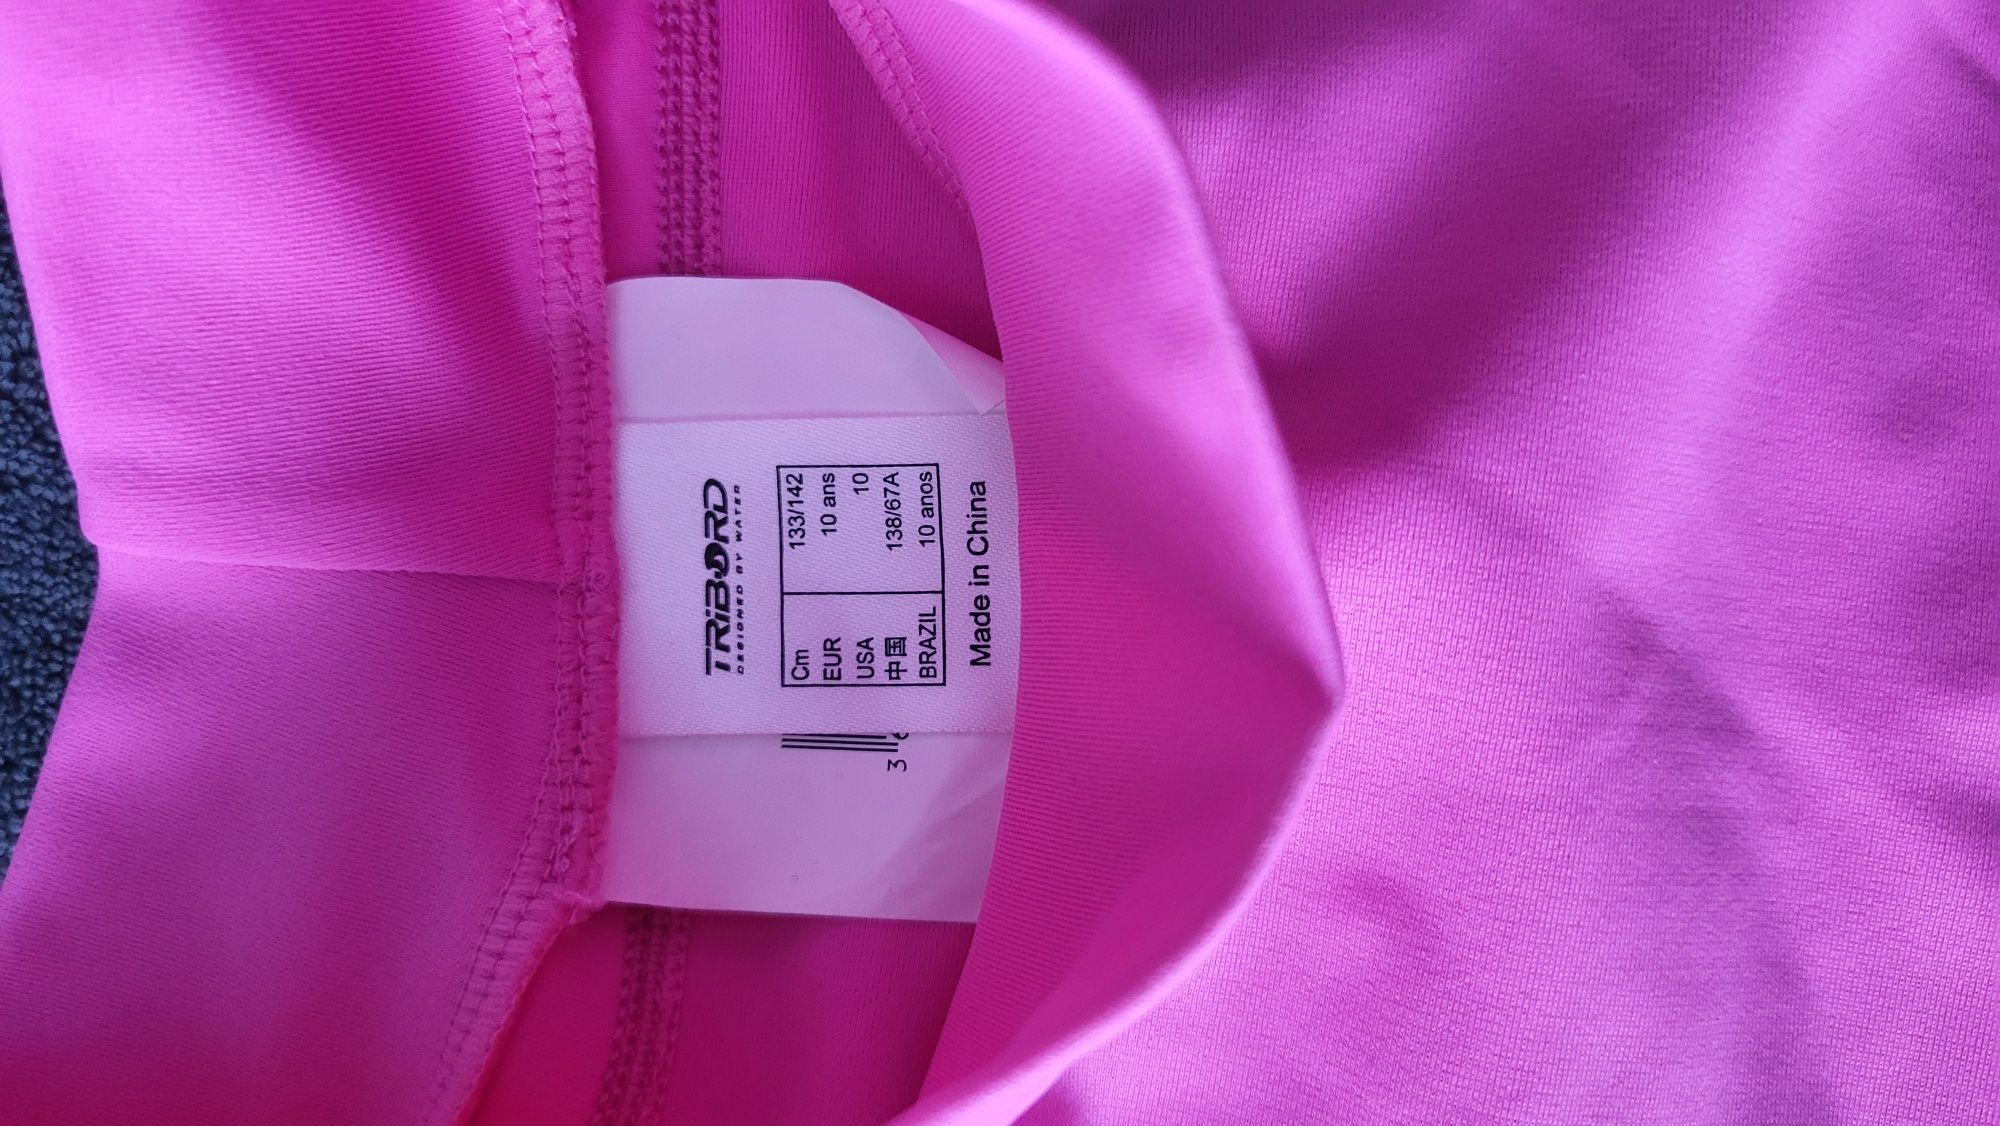 TRIBORD
DESIGNED BY WATER
Cm 133/142
EUR 10 ans
USA 10
中国 138/67A
BRAZIL 10 anos
Made in China
3